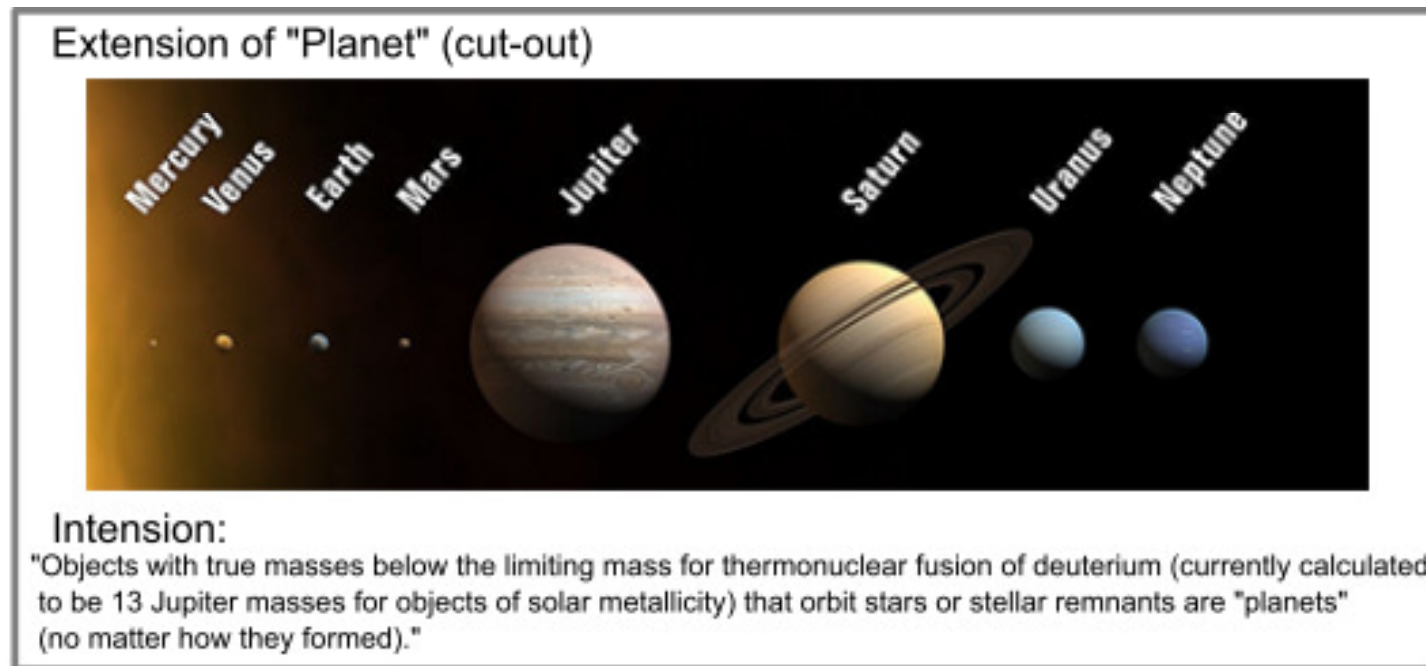 Extension of "Planet" (cut-out)
Mercury
Venus
Earth
Mars
Jupiter
Saturn
Uranus
Neptune
Intension:
"Objects with true masses below the limiting mass for thermonuclear fusion of deuterium (currently calculated
to be 13 Jupiter masses for objects of solar metallicity) that orbit stars or stellar remnants are "planets"
(no matter how they formed)."